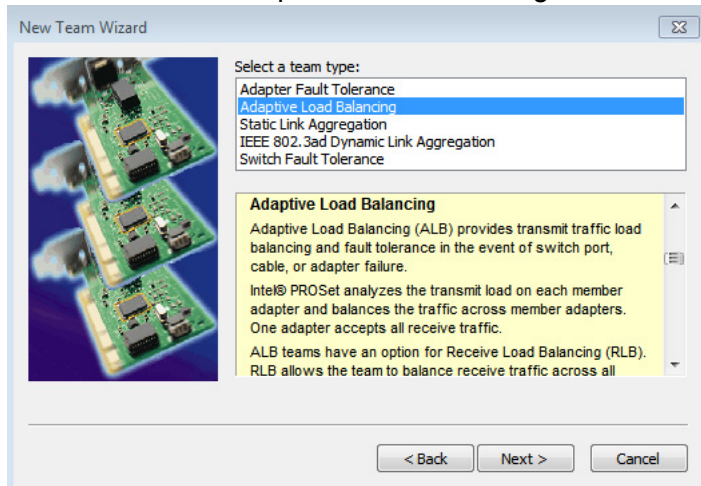 New Team Wizard
Select a team type:
Adapter Fault Tolerance
Adaptive Load Balancing
Static Link Aggregation
IEEE 802.3ad Dynamic Link Aggregation
Switch Fault Tolerance
Adaptive Load Balancing
Adaptive Load Balancing (ALB) provides transmit traffic load
balancing and fault tolerance in the event of switch port,
cable, or adapter failure.
Intel® PROSet analyzes the transmit load on each member
adapter and balances the traffic across member adapters.
One adapter accepts all receive traffic.
ALB teams have an option for Receive Load Balancing (RLB).
RLB allows the team to balance receive traffic across all
< Back
Next >
Cancel